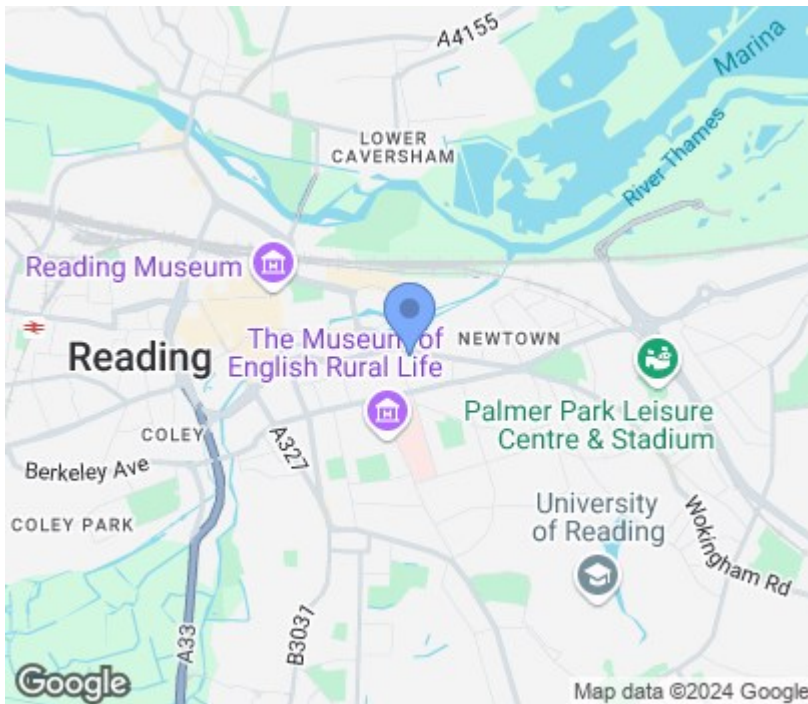 A4155
Marina
LOWER
CAVERSHAM
River Thames
Reading Museum
The Museum of
English Rural Life
NEWTOWN
Reading
Palmer Park Leisure
Centre & Stadium
COLEY
A327
Berkeley Ave
University
of Reading
COLEY PARK
Wokingham Rd
A33
B3031
Google
Map data ©2024 Google